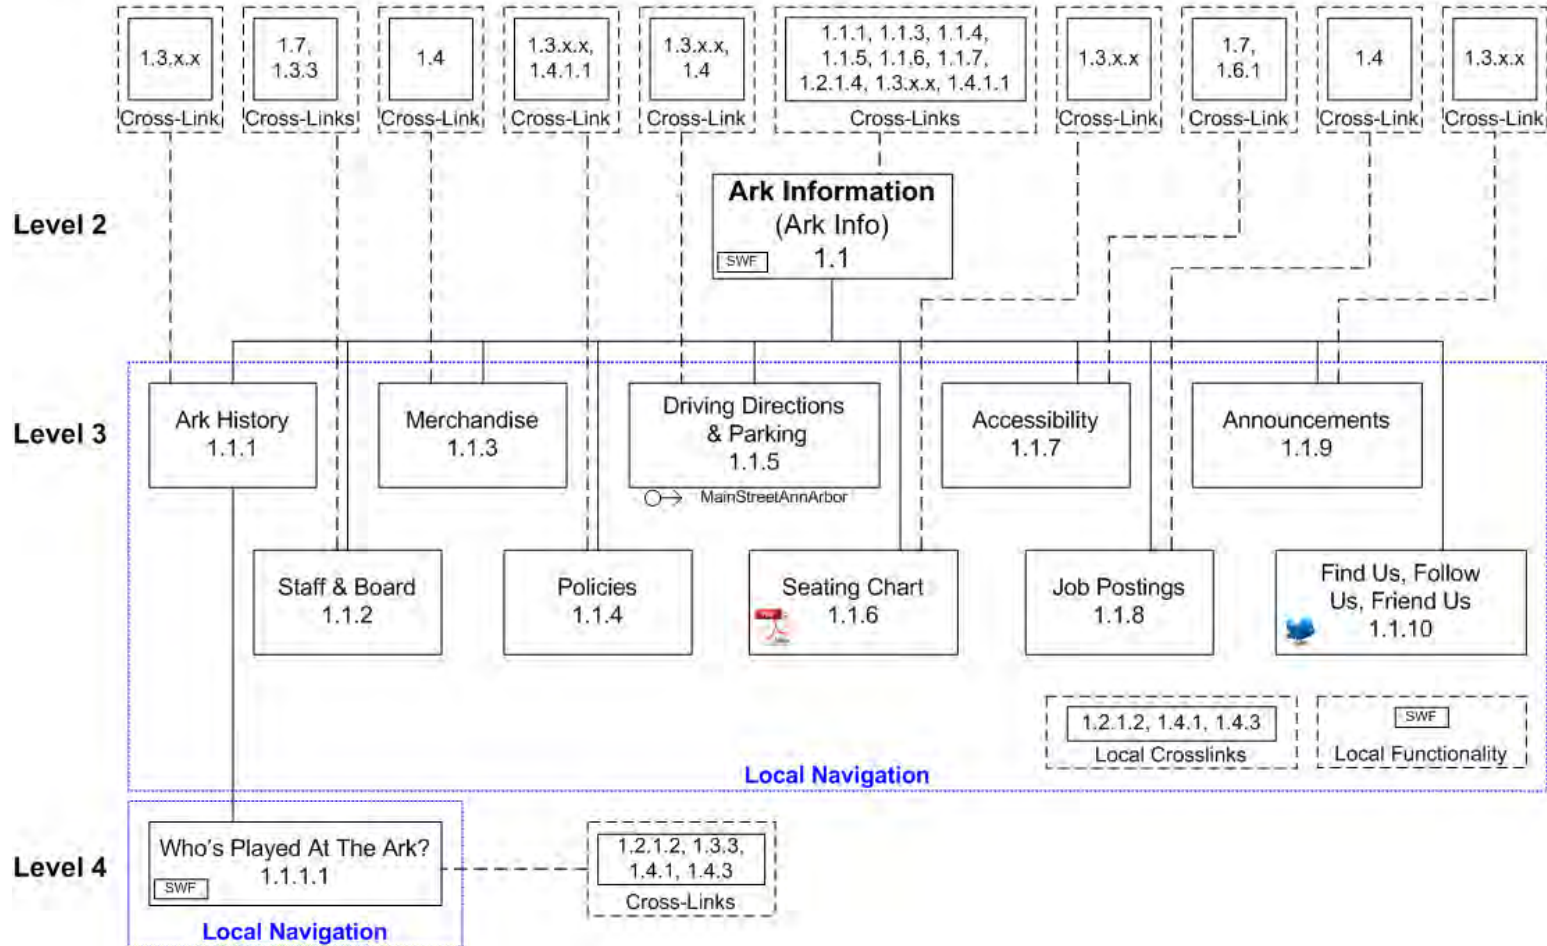 1.3.x.x
Cross-Link
1.7,
1.3.3
Cross-Links
1.4
Cross-Link
1.3.x.x,
1.4.1.1
Cross-Link
1.3.x.x,
1.4
Cross-Link
1.1.1, 1.1.3, 1.1.4,
1.1.5, 1.1.6, 1.1.7,
1.2.1.4, 1.3.x.x, 1.4.1.1
Cross-Links
1.3.x.x
Cross-Link
1.7,
1.6.1
Cross-Link
1.4
Cross-Link
1.3.x.x
Cross-Link
Level 2
Ark Information
(Ark Info)
1.1
SWF
Level 3
Ark History
1.1.1
Merchandise
1.1.3
Driving Directions
& Parking
1.1.5
MainStreetAnnArbor
Accessibility
1.1.7
Announcements
1.1.9
Staff & Board
1.1.2
Policies
1.1.4
Seating Chart
1.1.6
Job Postings
1.1.8
Find Us, Follow
Us, Friend Us
1.1.10
1.2.1.2, 1.4.1, 1.4.3
Local Crosslinks
SWF
Local Functionality
Local Navigation
Level 4
Who's Played At The Ark?
1.1.1.1
SWF
1.2.1.2, 1.3.3,
1.4.1, 1.4.3
Cross-Links
Local Navigation